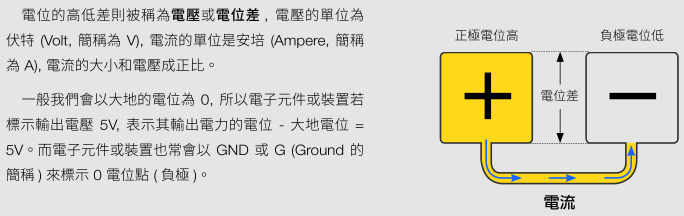 電位的高低差則被稱為電壓或電位差 , 電壓的單位為
伏特 (Volt, 簡稱為 V), 電流的單位是安培 (Ampere, 簡稱
為 A), 電流的大小和電壓成正比。
一般我們會以大地的電位為 0, 所以電子元件或裝置若
標示輸出電壓 5V, 表示其輸出電力的電位 - 大地電位 =
5V。而電子元件或裝置也常會以 GND 或 G (Ground 的
簡稱 ) 來標示 0 電位點 ( 負極 )。
正極電位高
負極電位低
電位差
電流